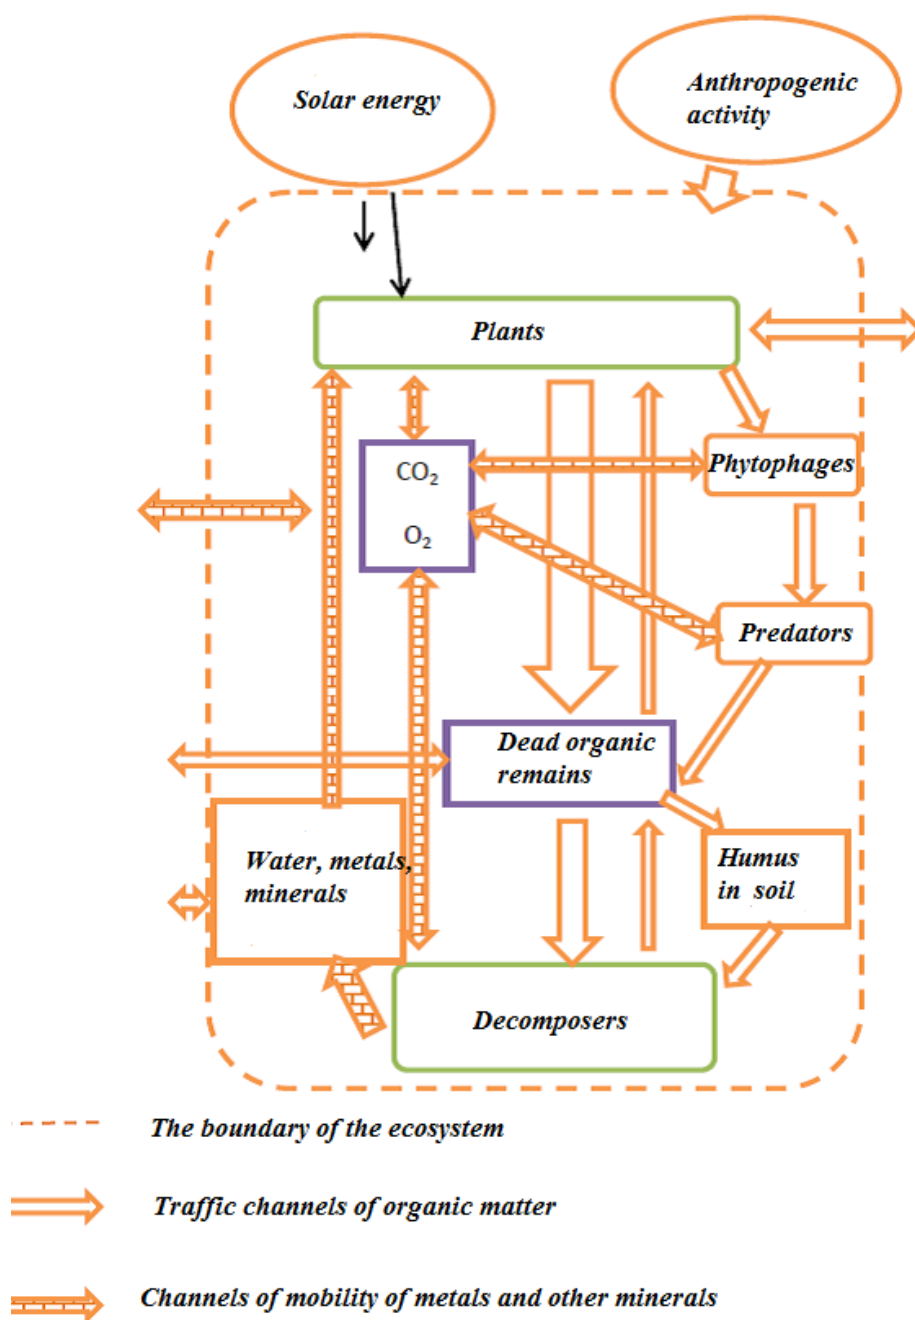 Solar energy
Anthropogenic
activity
Plants
Phytophages
CO₂
O₂
Predators
Dead organic
remains
Water, metals,
minerals
Humus
in soil
Decomposers
The boundary of the ecosystem
Traffic channels of organic matter
Channels of mobility of metals and other minerals